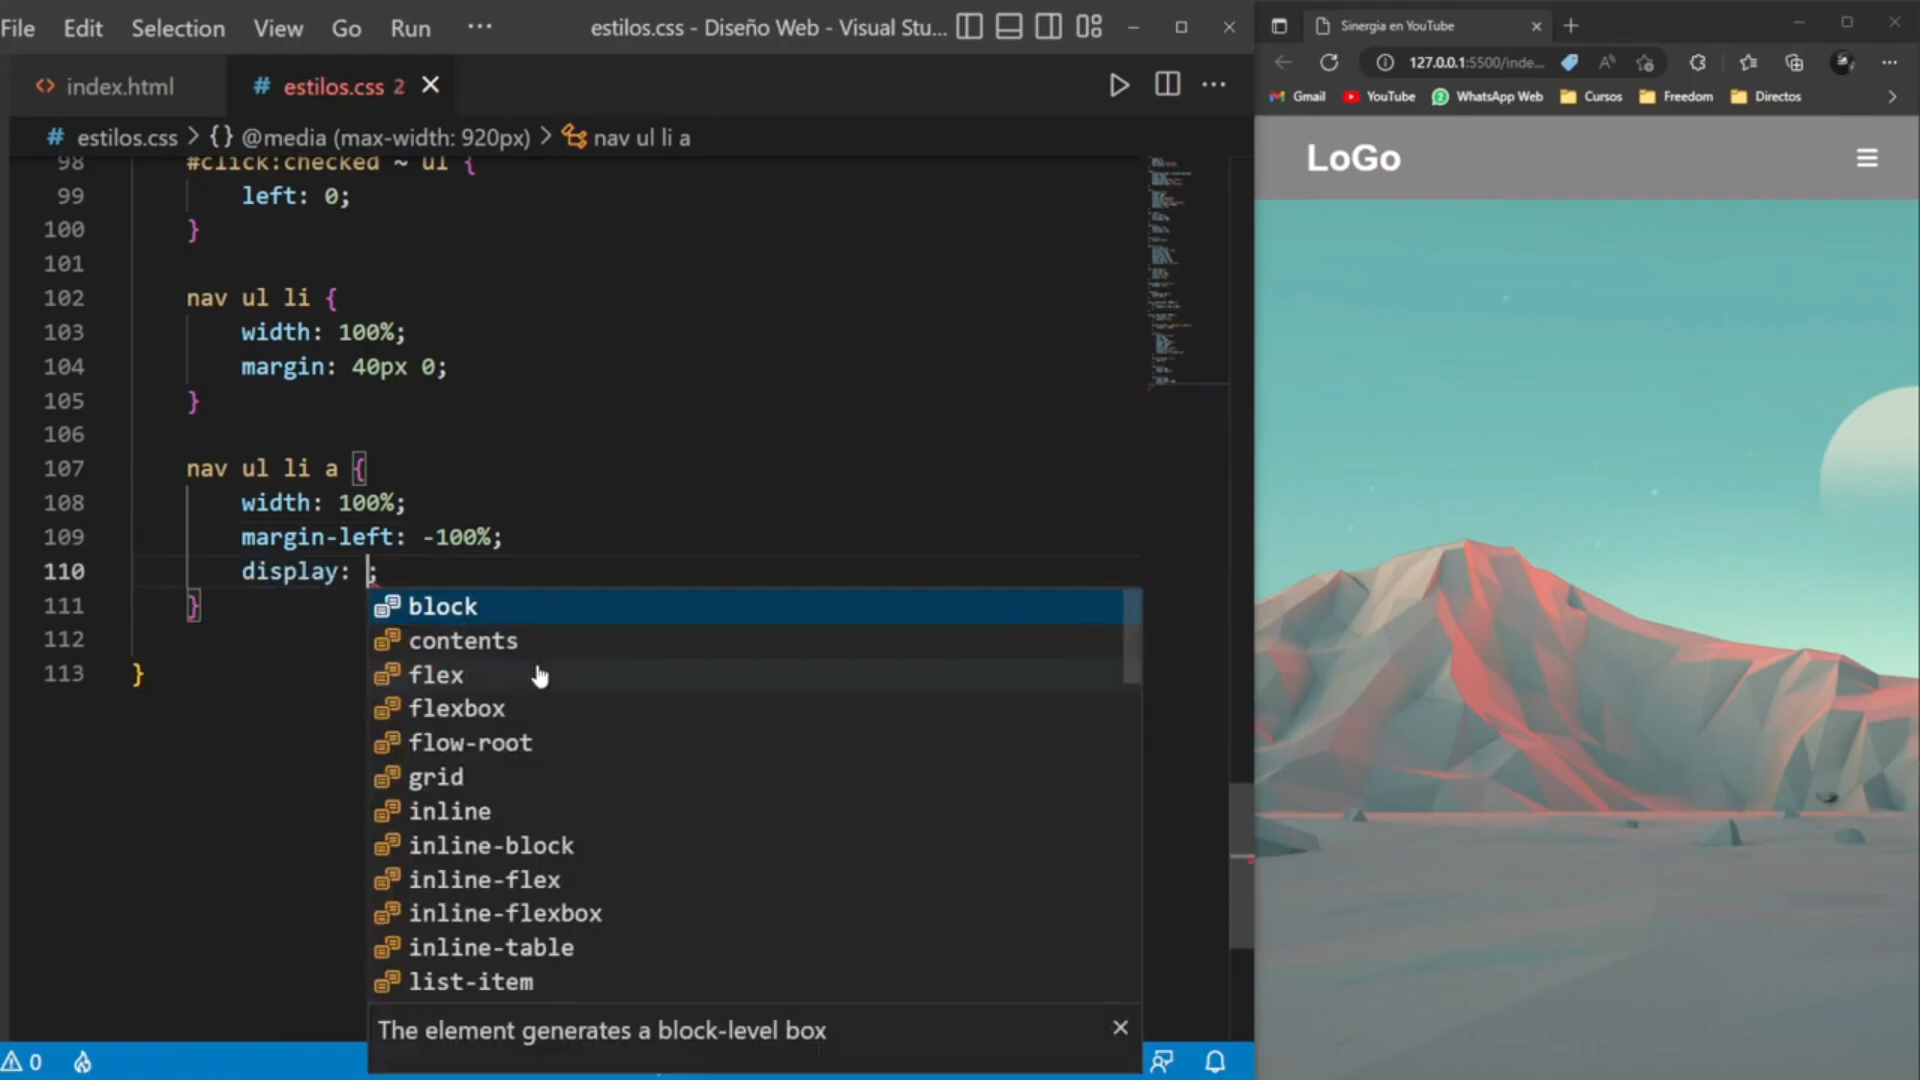 File Edit Selection View Go Run ··· estilos.css - Diseño Web - Visual Stu...
index.html
# estilos.css 2
# estilos.css > {} @media (max-width: 920px) > nav ul li a
98 #click:checked ~ ul {
99 left: 0;
100 }
101
102 nav ul li {
103 width: 100%;
104 margin: 40px 0;
105 }
106
107 nav ul li a {
108 width: 100%;
109 margin-left: -100%;
110 display: ;
111 }
112
113 }
block
contents
flex
flexbox
flow-root
grid
inline
inline-block
inline-flex
inline-flexbox
inline-table
list-item
The element generates a block-level box
0
Sinergia en YouTube
127.0.0.1:5500/inde...
Gmail YouTube WhatsApp Web Cursos Freedom Directos
LoGo